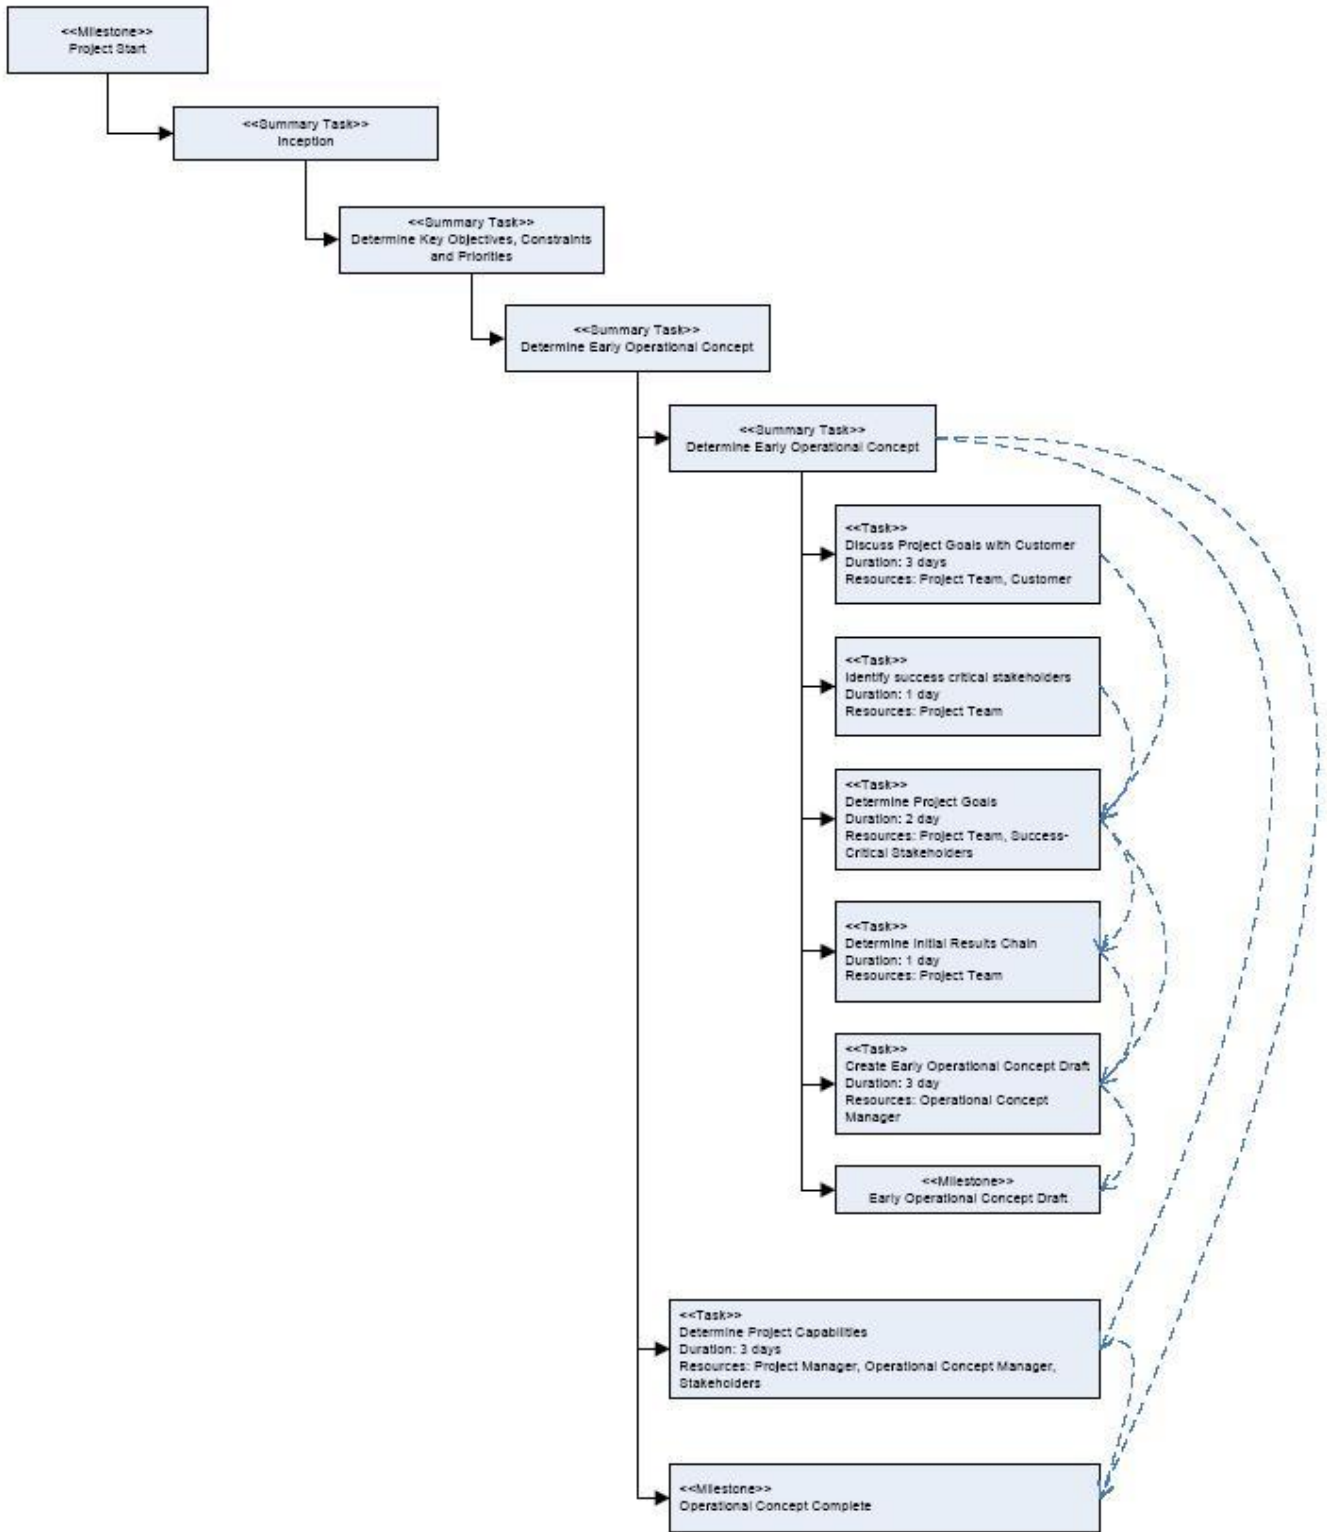 <<Milestone>>
Project Start
<<Summary Task>>
Inception
<<Summary Task>>
Determine Key Objectives, Constraints
and Priorities
<<Summary Task>>
Determine Early Operational Concept
<<Summary Task>>
Determine Early Operational Concept
<<Task>>
Discuss Project Goals with Customer
Duration: 3 days
Resources: Project Team, Customer
<<Task>>
Identify success critical stakeholders
Duration: 1 day
Resources: Project Team
<<Task>>
Determine Project Goals
Duration: 2 day
Resources: Project Team, Success-
Critical Stakeholders
<<Task>>
Determine Initial Results Chain
Duration: 1 day
Resources: Project Team
<<Task>>
Create Early Operational Concept Draft
Duration: 3 day
Resources: Operational Concept
Manager
<<Milestone>>
Early Operational Concept Draft
<<Task>>
Determine Project Capabilities
Duration: 3 days
Resources: Project Manager, Operational Concept Manager,
Stakeholders
<<Milestone>>
Operational Concept Complete